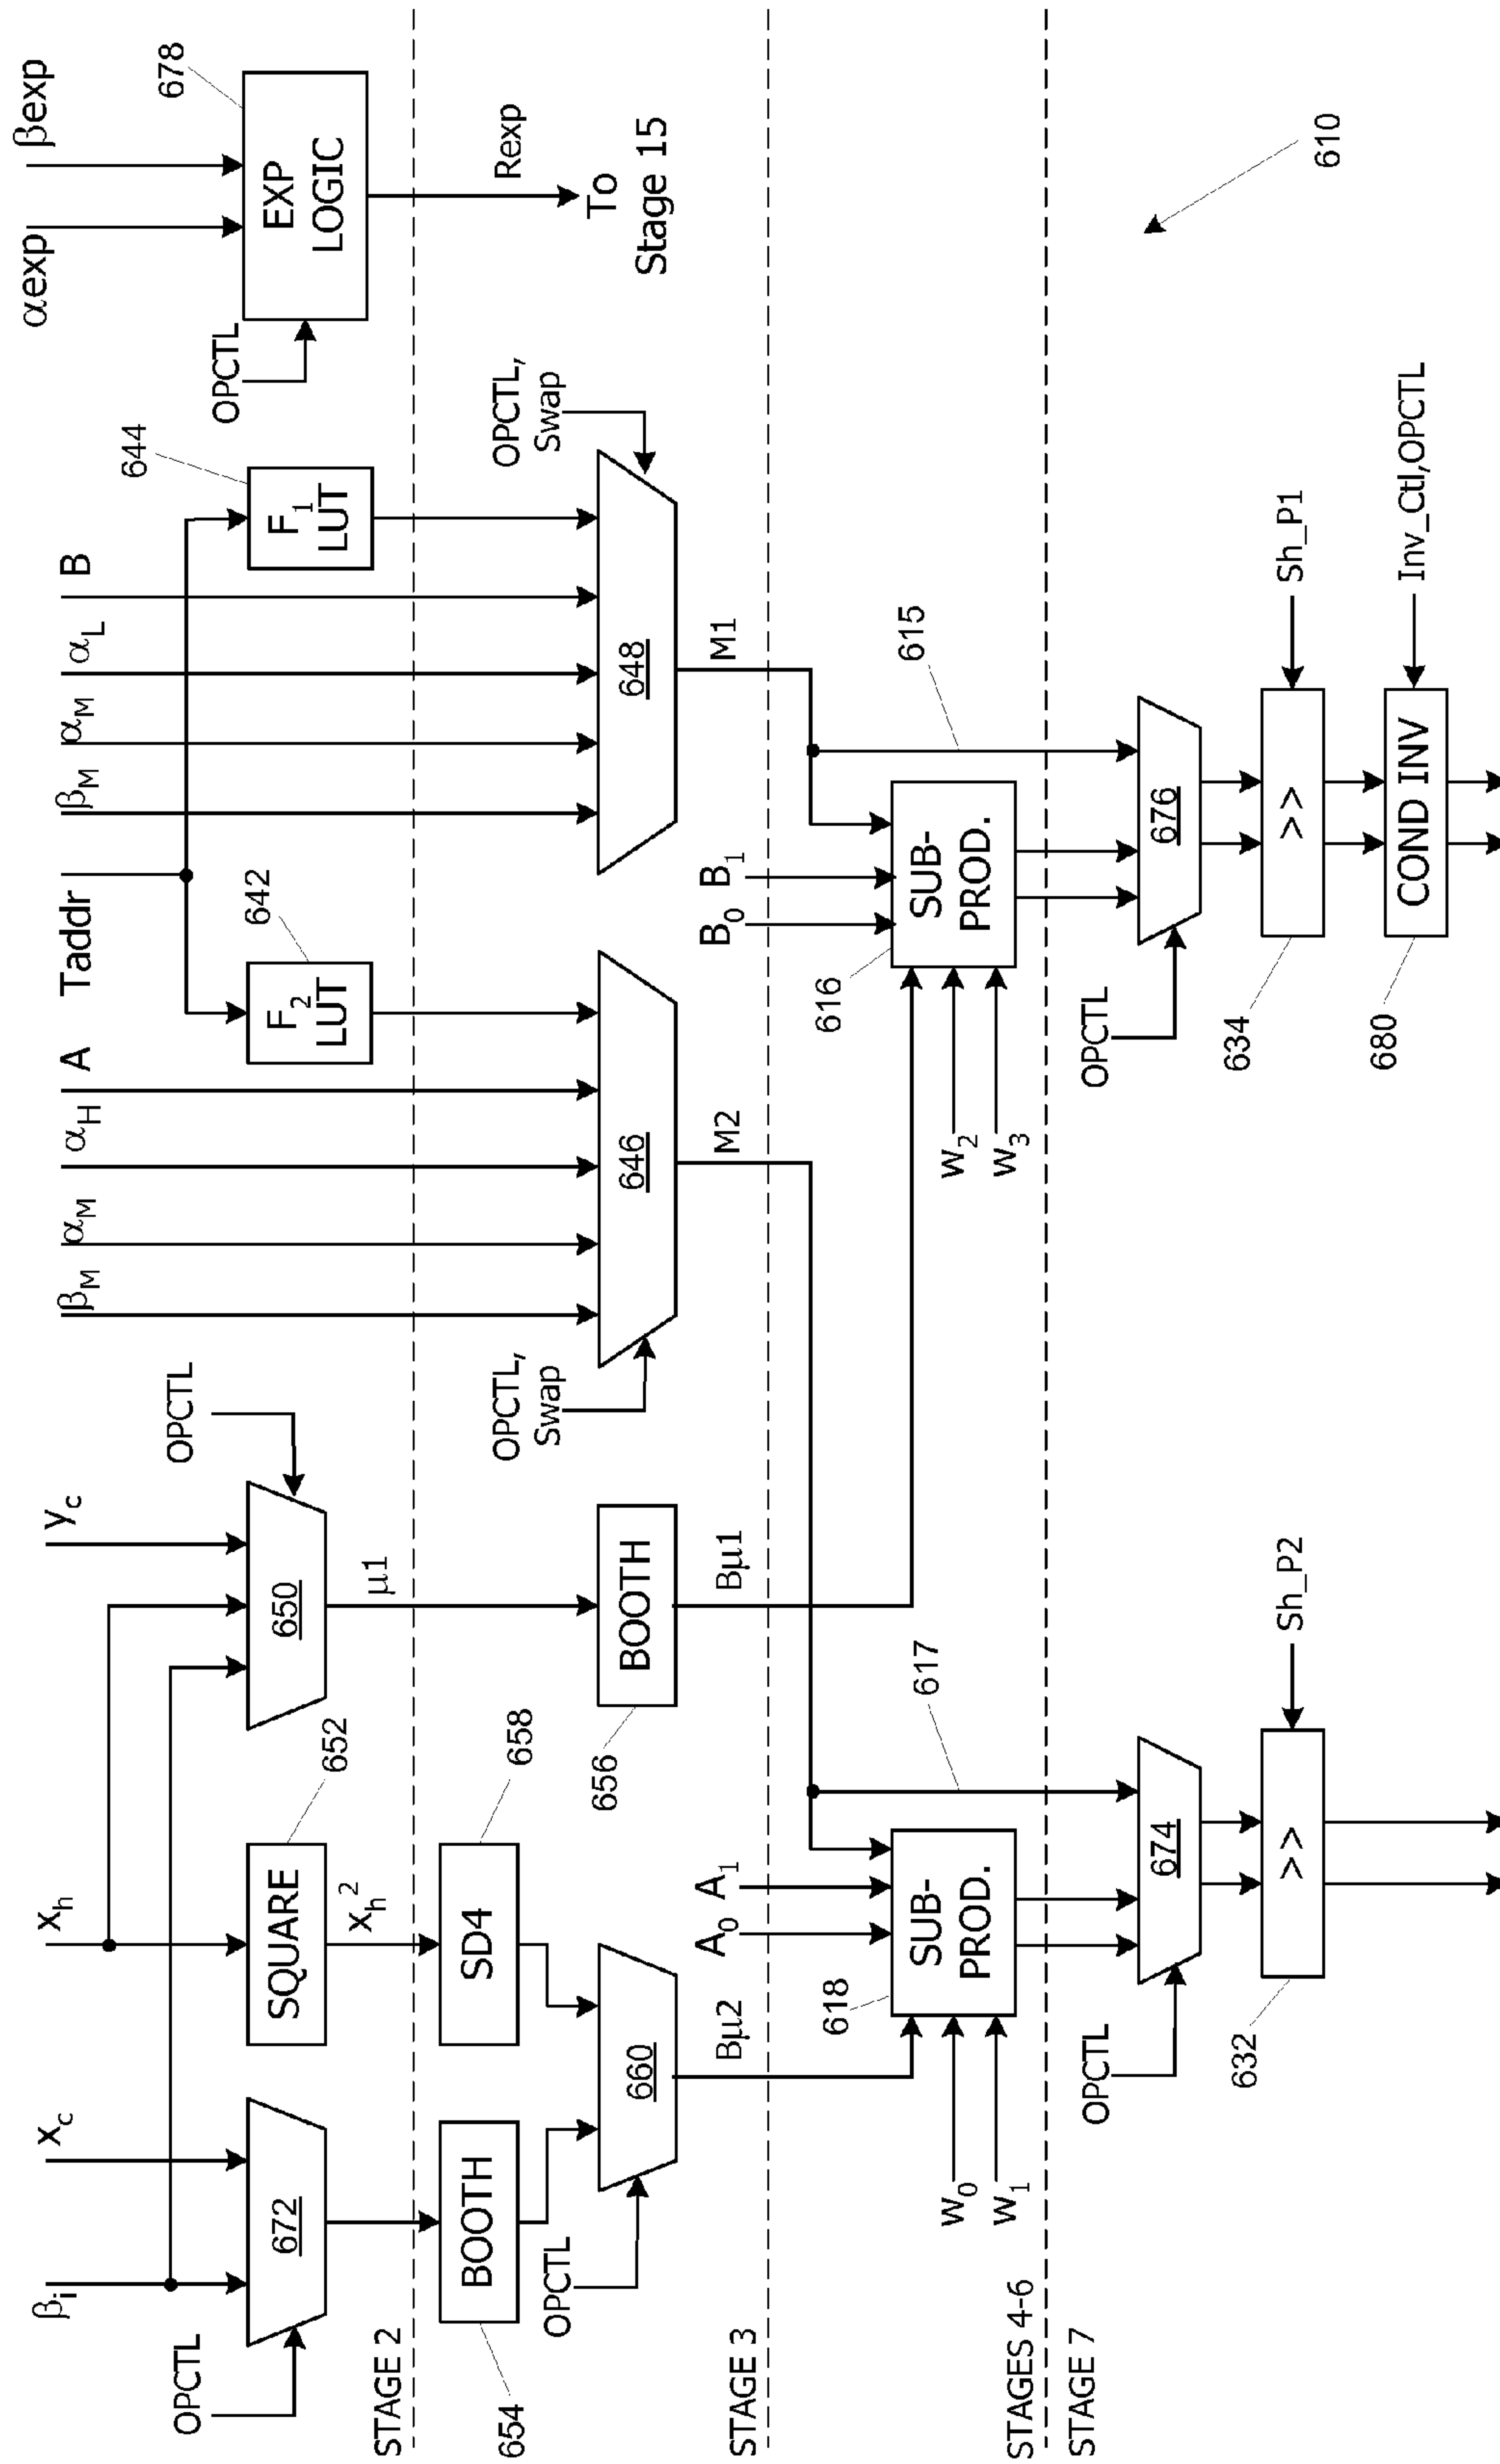 βi
xc
xh
yc
OPCTL
672
SQUARE
652
650
OPCTL
xh2
μ1
βM
αM
αH
A
Taddr
βM
αM
αL
B
F2
LUT
642
F1
LUT
644
αexp
βexp
OPCTL
EXP
LOGIC
678
Rexp
To
Stage 15
STAGE 2
654
BOOTH
SD4
658
OPCTL
660
656
BOOTH
OPCTL,
Swap
646
648
OPCTL,
Swap
Bμ2
Bμ1
M2
M1
STAGE 3
A0
A1
B0
B1
618
SUB-
PROD.
617
616
SUB-
PROD.
615
w0
w1
w2
w3
610
STAGES 4-6
STAGE 7
OPCTL
674
OPCTL
676
632
>>
Sh_P2
634
>>
Sh_P1
680
COND INV
Inv_Ctl,OPCTL